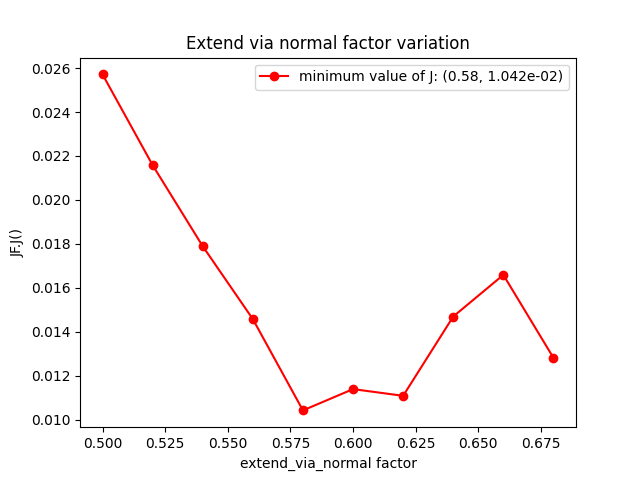 Extend via normal factor variation
minimum value of J: (0.58, 1.042e-02)
JF.J()
0.026
0.024
0.022
0.020
0.018
0.016
0.014
0.012
0.010
0.500 0.525 0.550 0.575 0.600 0.625 0.650 0.675
extend_via_normal factor